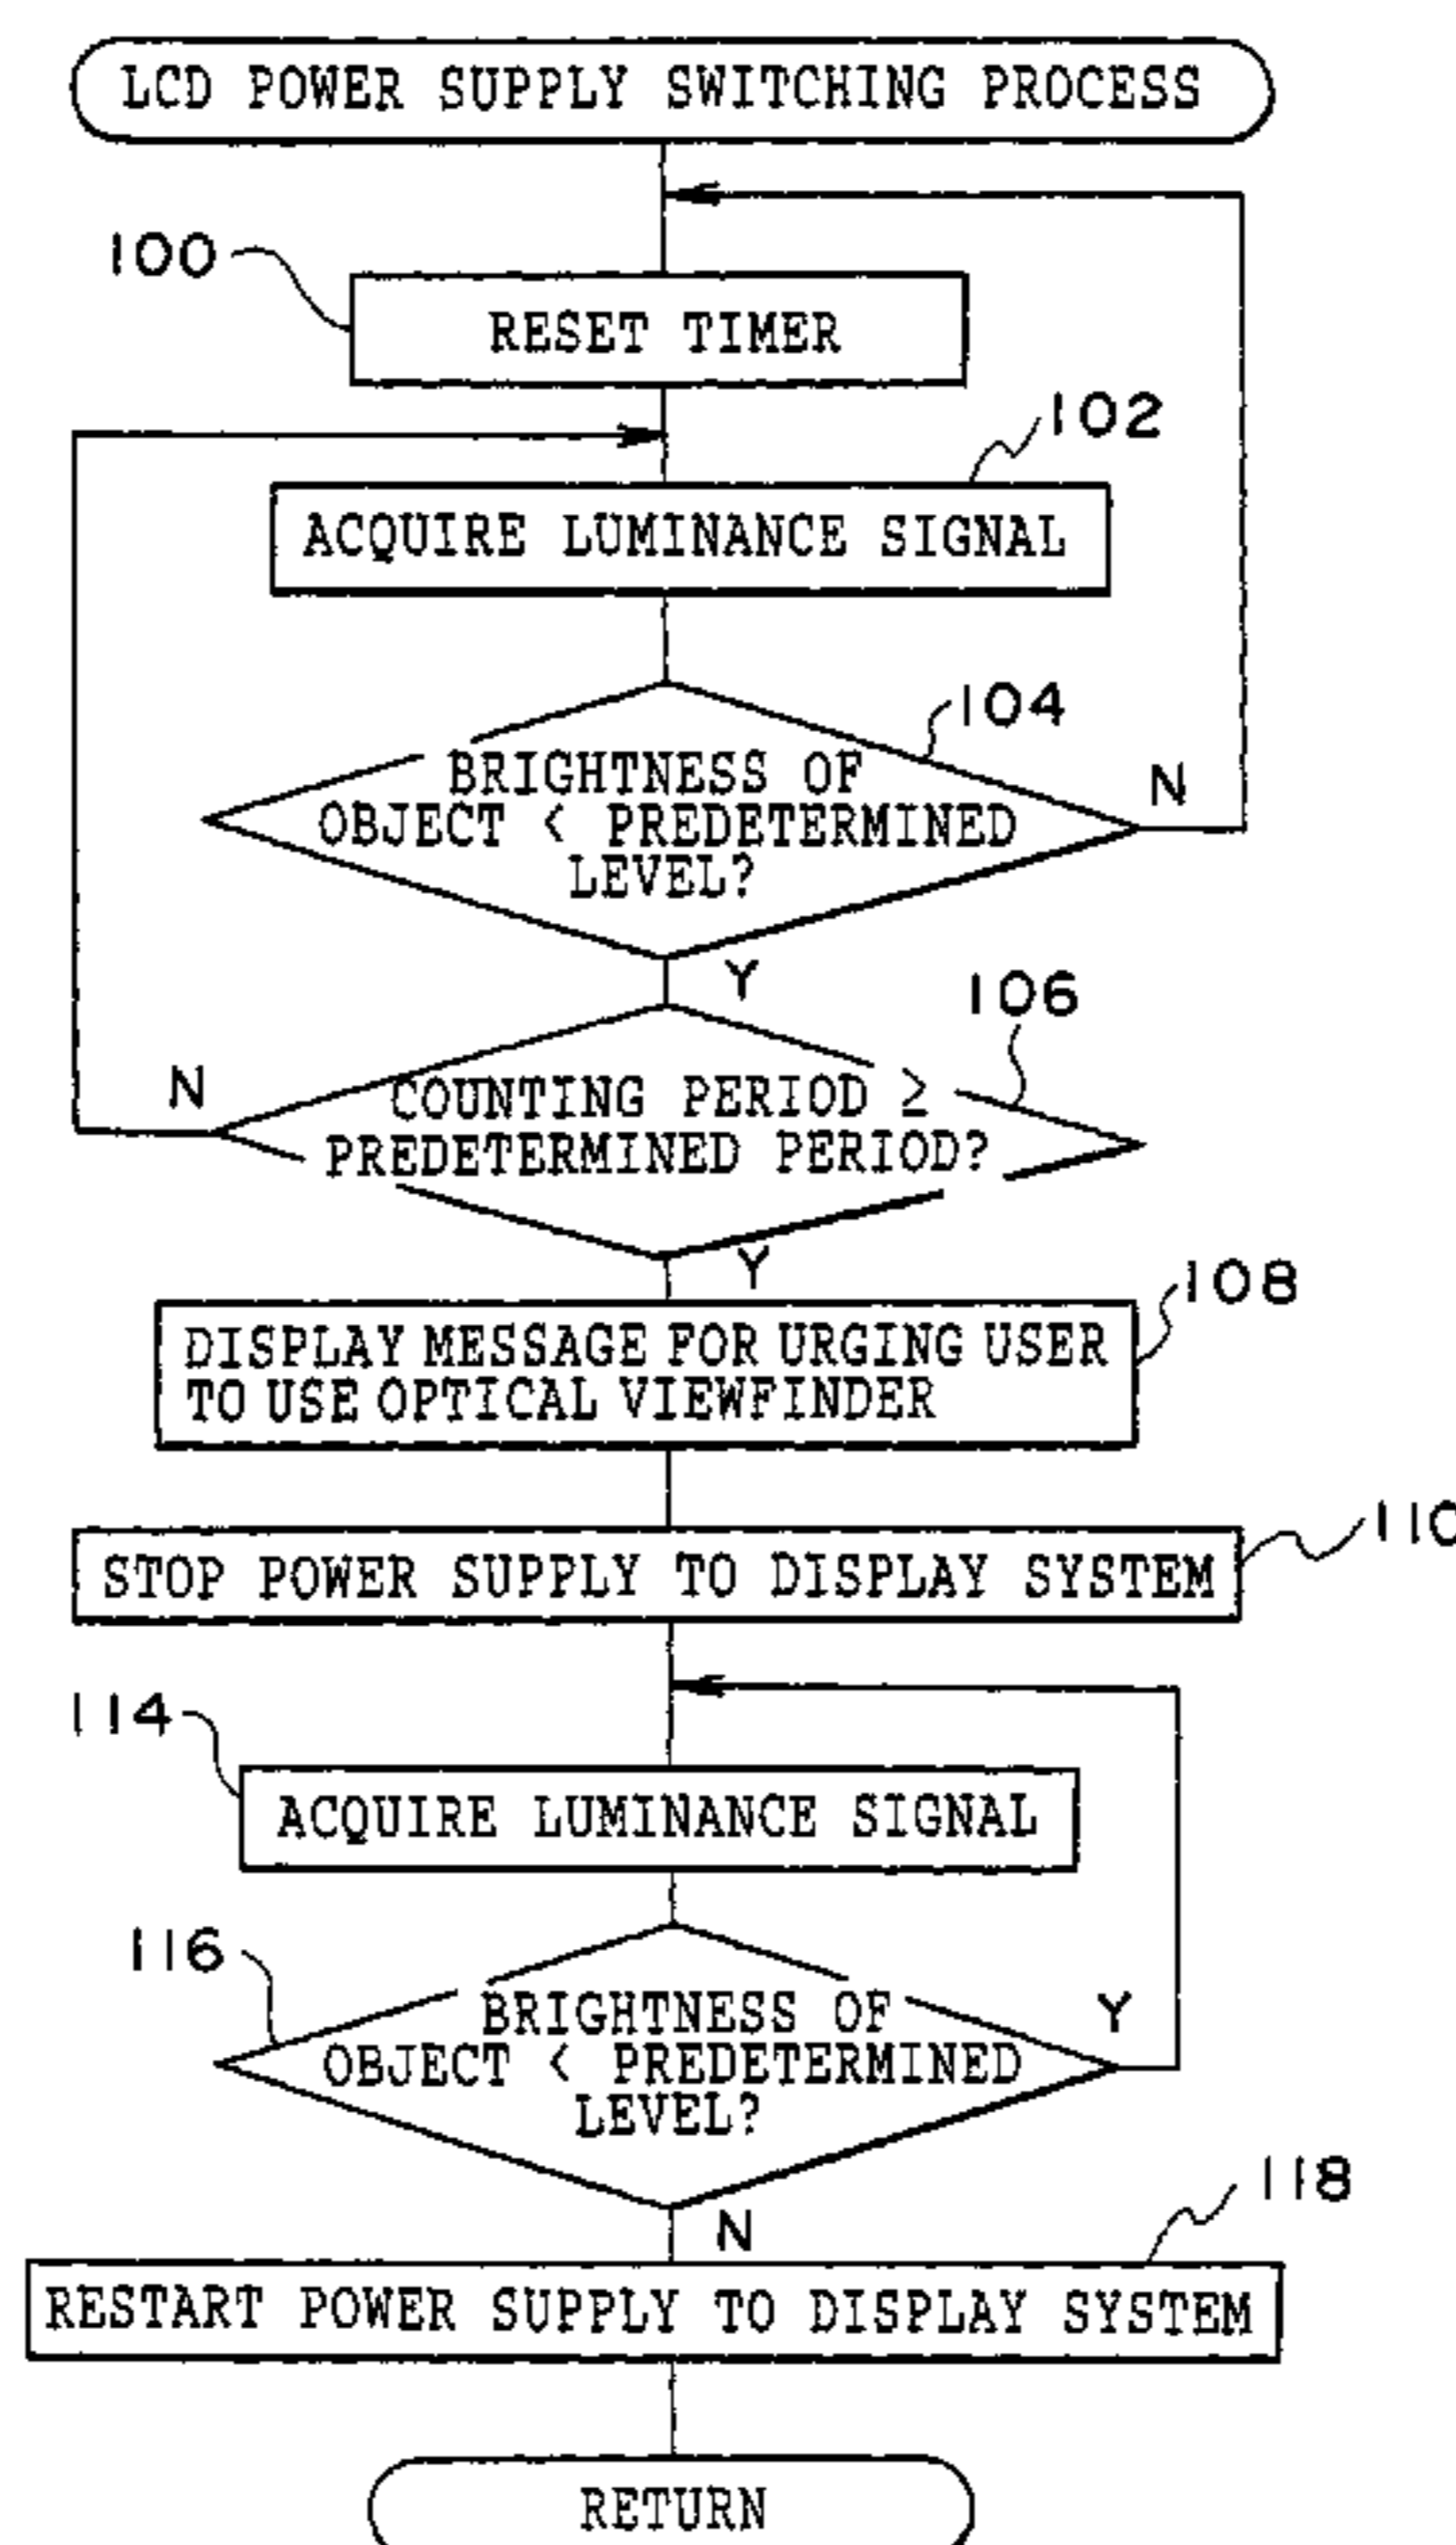 LCD POWER SUPPLY SWITCHING PROCESS
100
RESET TIMER
102
ACQUIRE LUMINANCE SIGNAL
104
BRIGHTNESS OF
OBJECT < PREDETERMINED
LEVEL?
N
Y
106
N
COUNTING PERIOD ≥
PREDETERMINED PERIOD?
Y
108
DISPLAY MESSAGE FOR URGING USER
TO USE OPTICAL VIEWFINDER
110
STOP POWER SUPPLY TO DISPLAY SYSTEM
114
ACQUIRE LUMINANCE SIGNAL
116
BRIGHTNESS OF
OBJECT < PREDETERMINED
LEVEL?
Y
N
118
RESTART POWER SUPPLY TO DISPLAY SYSTEM
RETURN